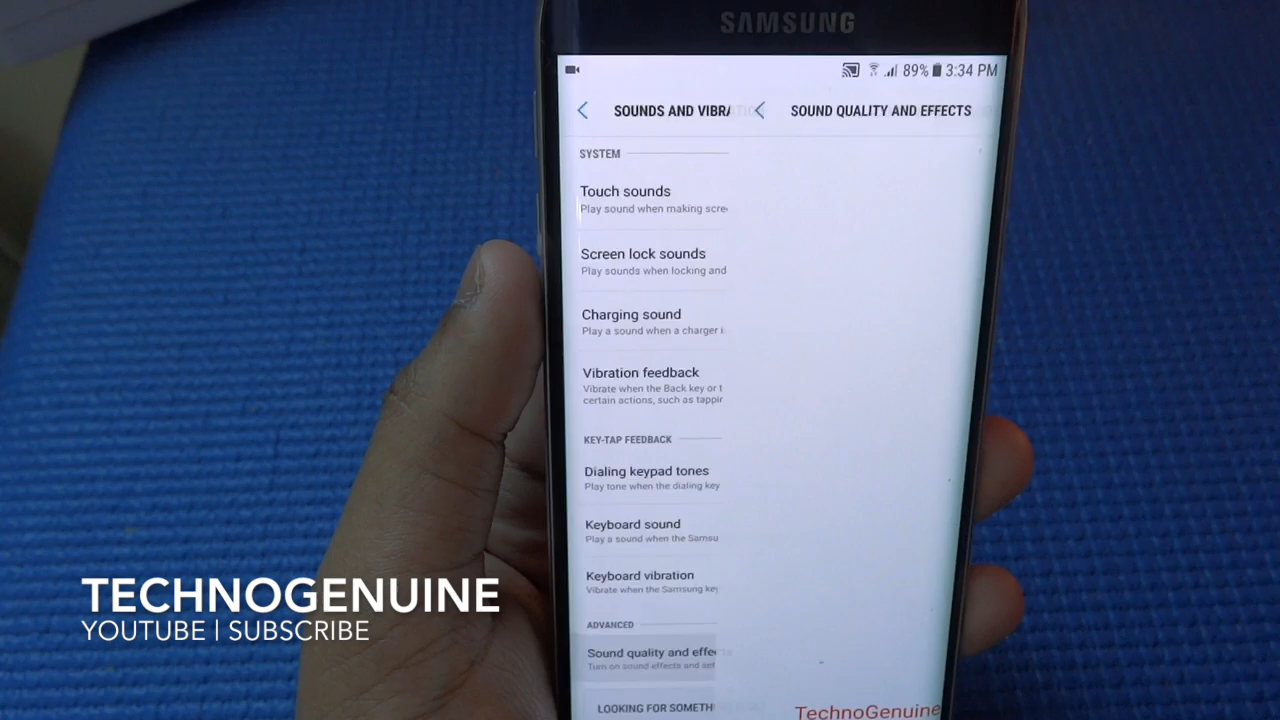 SAMSUNG
89% 3:34 PM
SOUNDS AND VIBRA
SOUND QUALITY AND EFFECTS
SYSTEM
Touch sounds
Play sound when making scre
Screen lock sounds
Play sounds when locking and
Charging sound
Play a sound when a charger i
Vibration feedback
Vibrate when the Back key or t
certain actions, such as tappir
KEY-TAP FEEDBACK
Dialing keypad tones
Play tone when the dialing key
Keyboard sound
Play a sound when the Samsu
Keyboard vibration
Vibrate when the Samsung key
ADVANCED
Sound quality and effec
Turn on sound effects and set
LOOKING FOR SOMETH
TechnoGenuine
TECHNOGENUINE
YOUTUBE | SUBSCRIBE